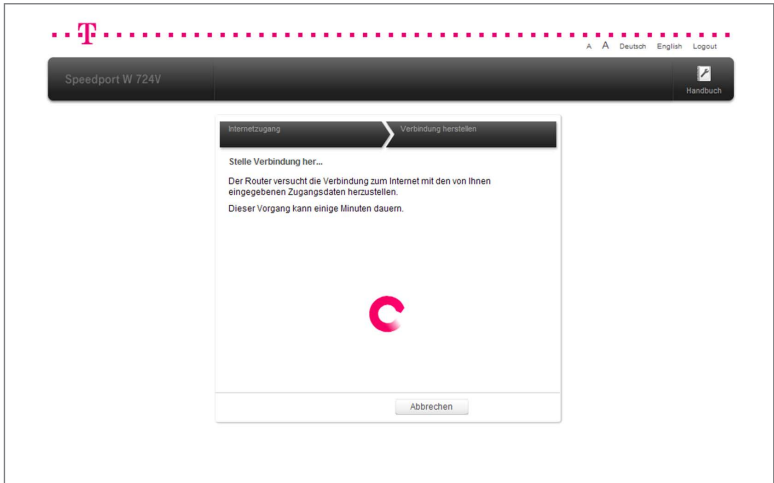 T
A A Deutsch English Logout
Speedport W 724V
Handbuch
Internetzugang
Verbindung herstellen
Stelle Verbindung her...
Der Router versucht die Verbindung zum Internet mit den von Ihnen
eingegebenen Zugangsdaten herzustellen.
Dieser Vorgang kann einige Minuten dauern.
Abbrechen